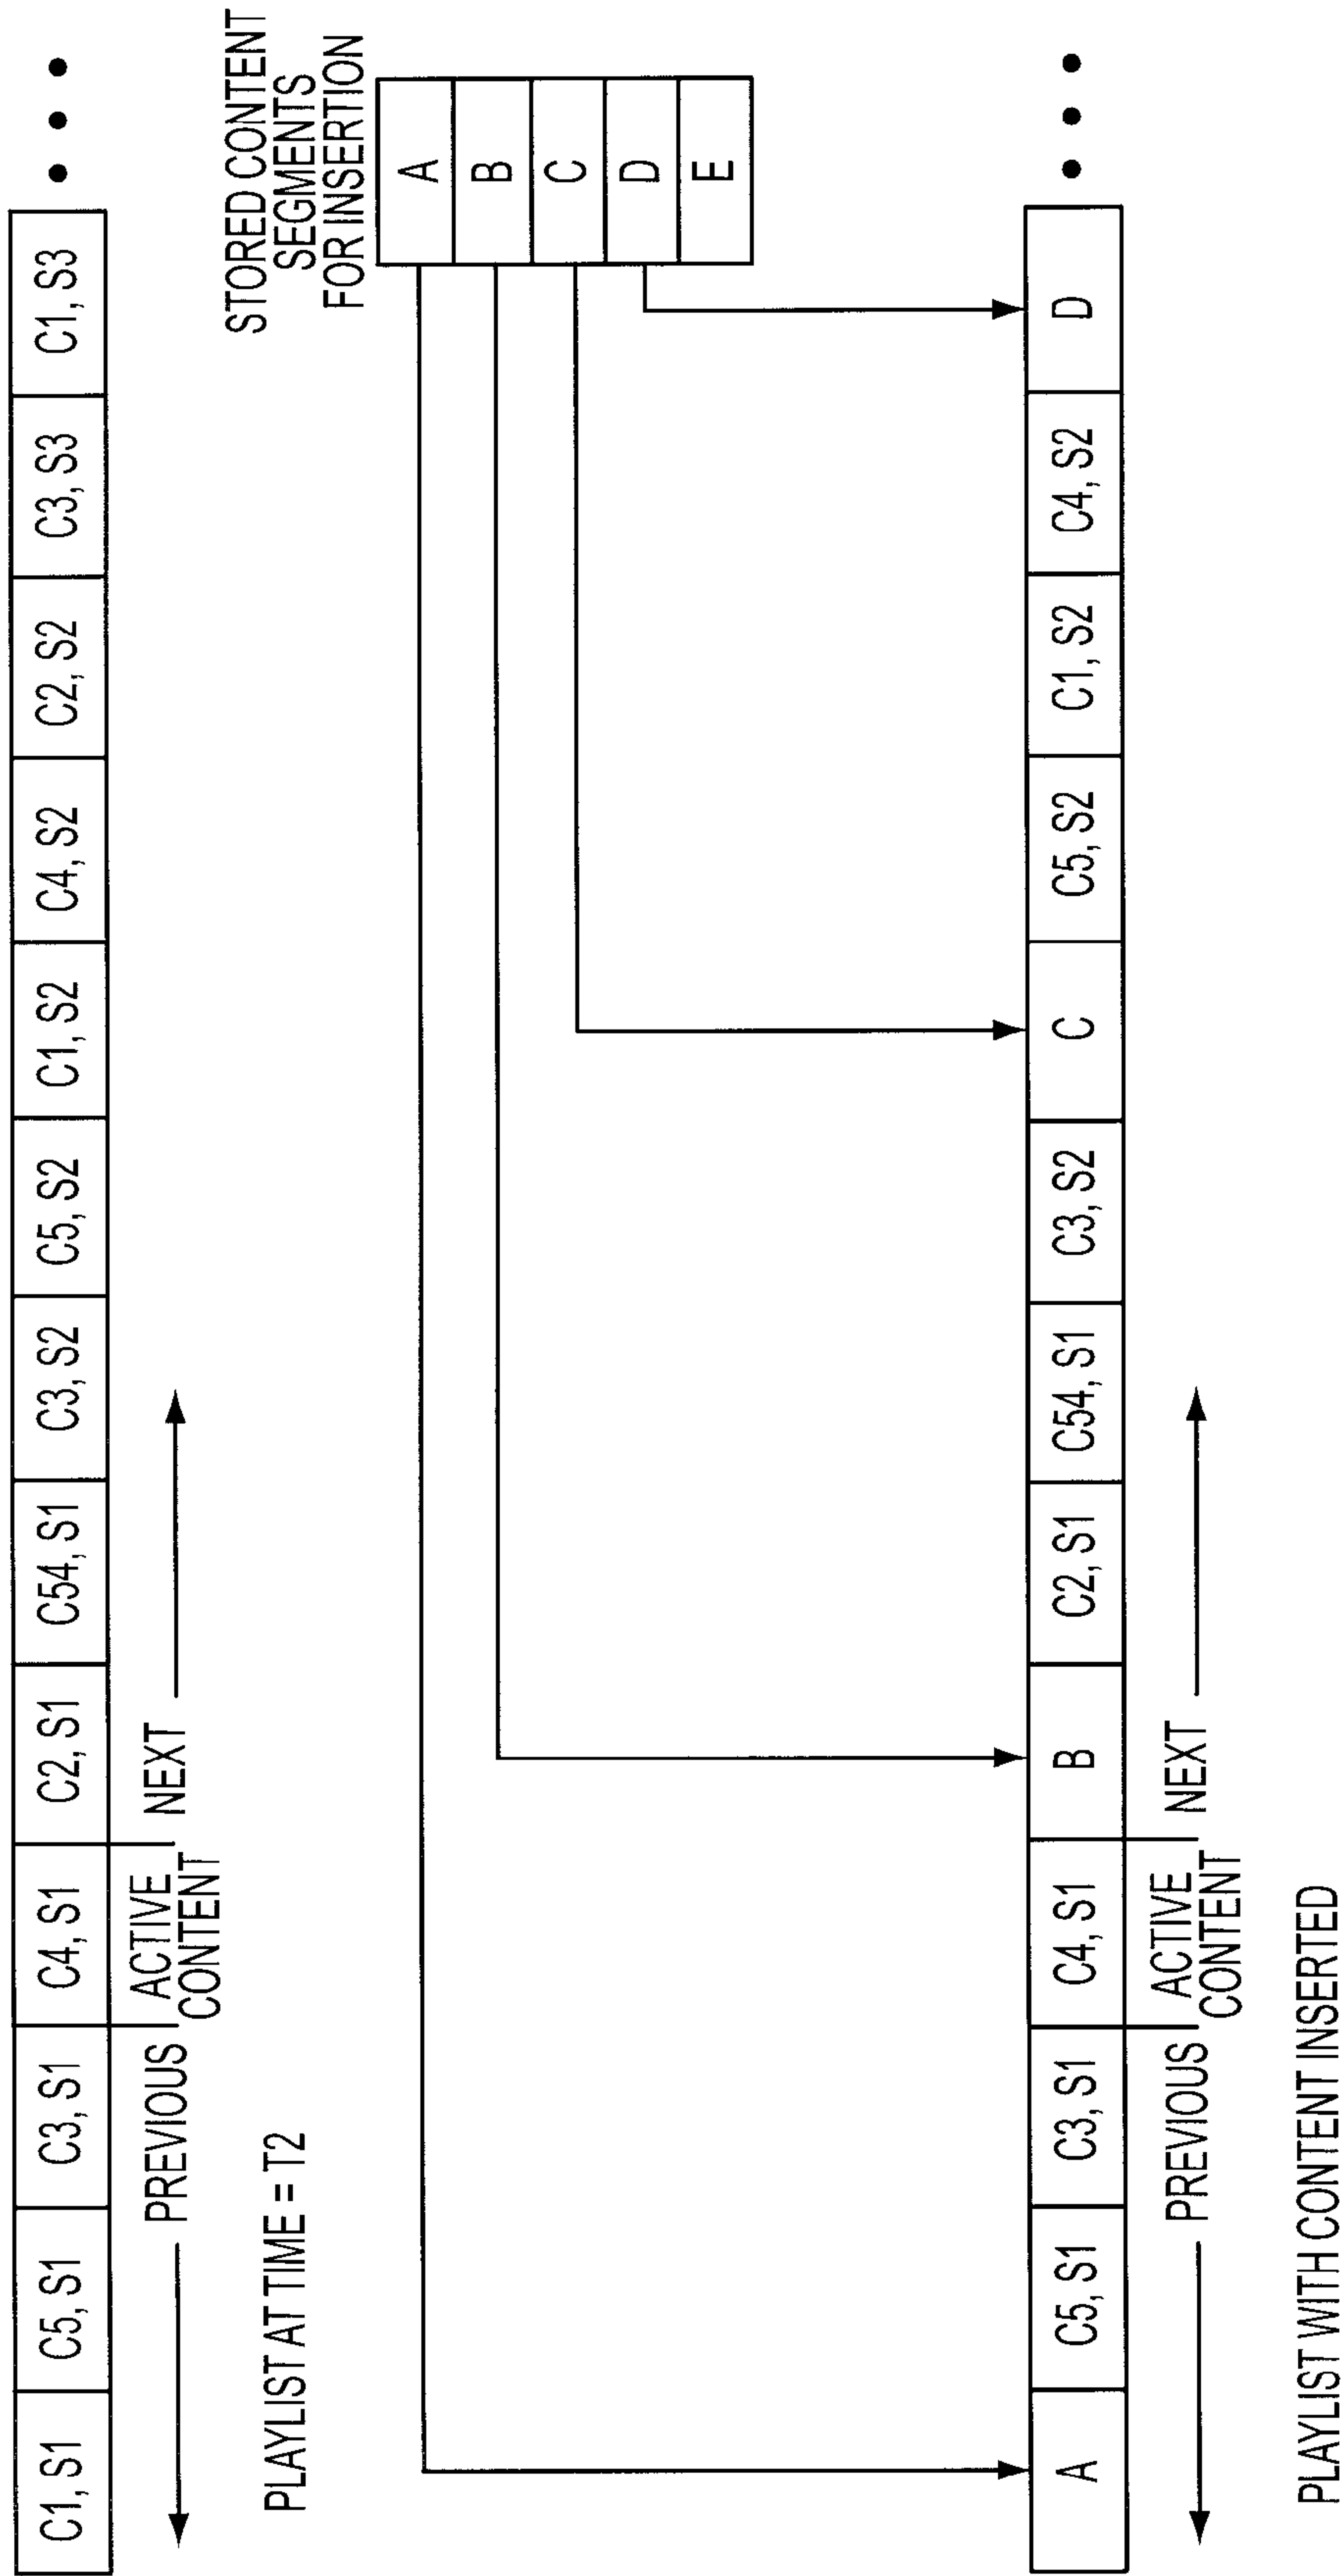 C1, S1 C5, S1 C3, S1 C4, S1 C2, S1 C54, S1 C3, S2 C5, S2 C1, S2 C4, S2 C2, S2 C3, S3 C1, S3 • • •
PREVIOUS
ACTIVE
CONTENT
NEXT
PLAYLIST AT TIME = T2
STORED CONTENT
SEGMENTS
FOR INSERTION
A
B
C
D
E
A C5, S1 C3, S1 C4, S1 B C2, S1 C54, S1 C3, S2 C C5, S2 C1, S2 C4, S2 D • • •
PREVIOUS
ACTIVE
CONTENT
NEXT
PLAYLIST WITH CONTENT INSERTED